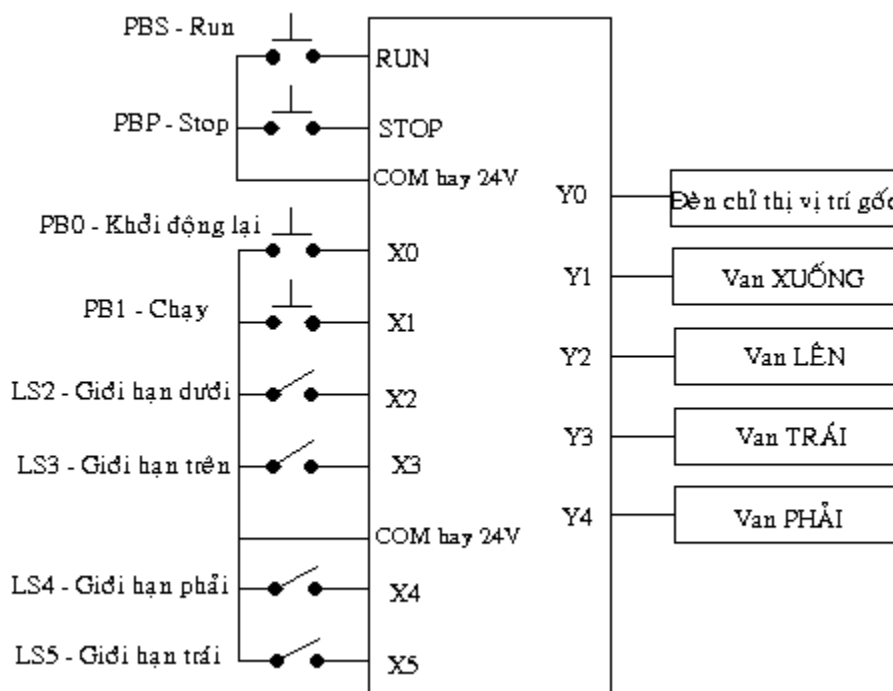 PBS - Run
RUN
PBP - Stop
STOP
COM hay 24V
Y0
Đèn chỉ thị vị trí gốc
PB0 - Khởi động lại
X0
Y1
Van XUỐNG
PB1 - Chạy
X1
Y2
Van LÊN
LS2 - Giới hạn dưới
X2
Y3
Van TRÁI
LS3 - Giới hạn trên
X3
Y4
Van PHẢI
COM hay 24V
LS4 - Giới hạn phải
X4
LS5 - Giới hạn trái
X5